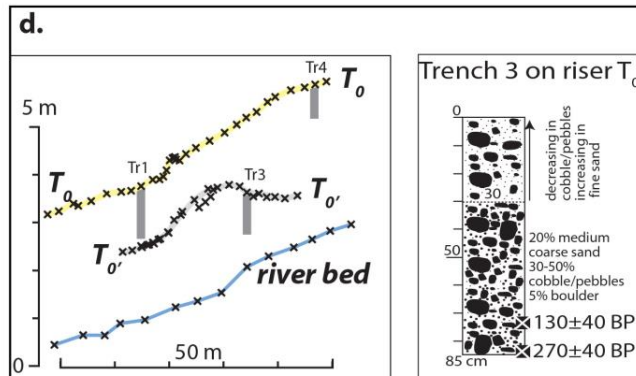 d.
5 m
0
50 m
Tr4
T0
Tr1
T0
Tr3
T0'
T0'
river bed
Trench 3 on riser T0
0
30
50
85 cm
decreasing in
cobble/pebbles
increasing in
fine sand
20% medium
coarse sand
30-50%
cobble/pebbles
5% boulder
130±40 BP
270±40 BP